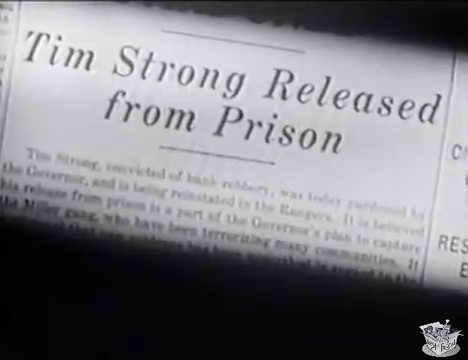 Tim Strong Released
from Prison
Tim Strong, convicted of bank robbery, was today pardoned by
the Governor, and is being reinstated in the Rangers. It is believed
his release from prison is a part of the Governor's plan to capture
the Miller gang, who have been terrorizing many communities. It
RES